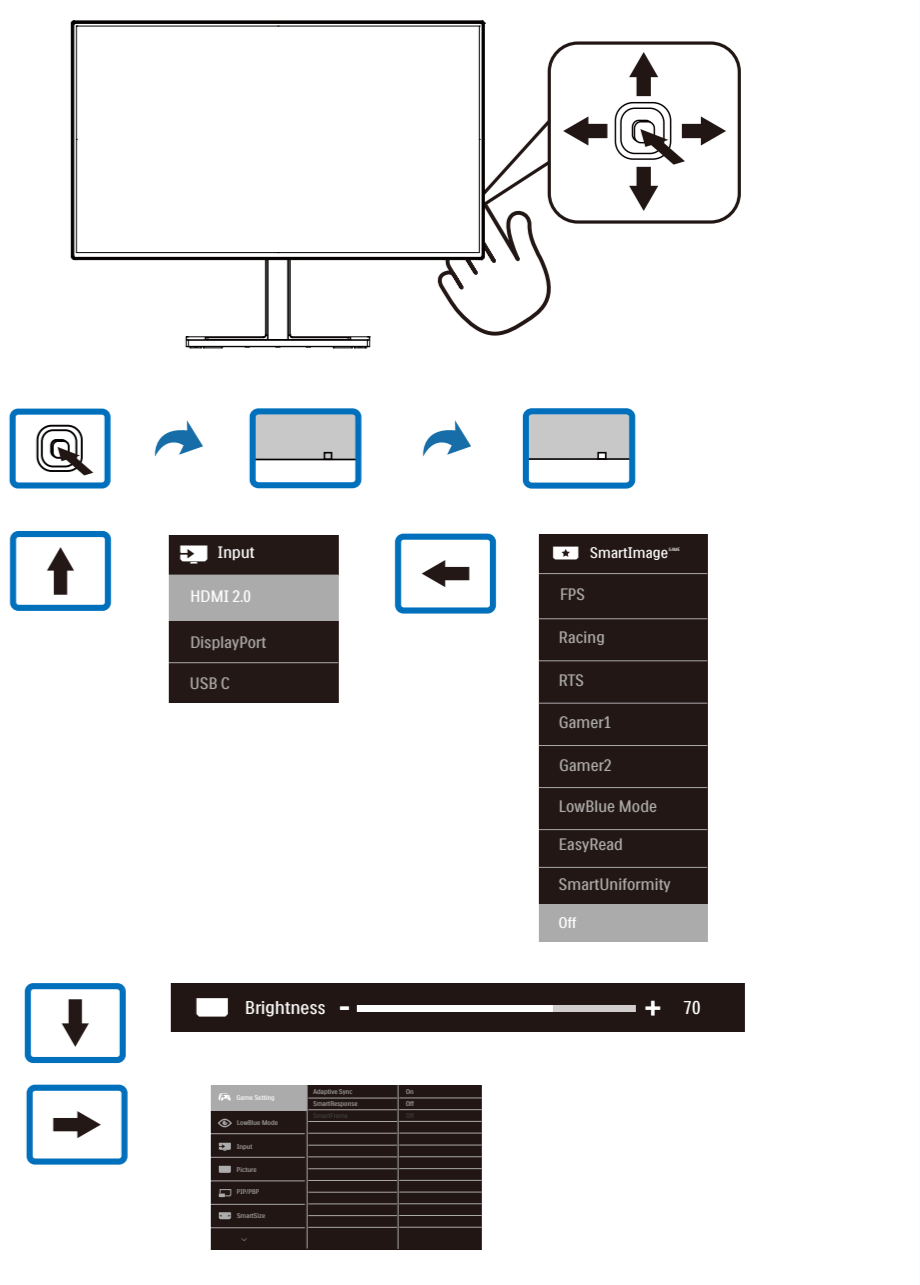 Input
HDMI 2.0
DisplayPort
USB C
SmartImage GAME
FPS
Racing
RTS
Gamer1
Gamer2
LowBlue Mode
EasyRead
SmartUniformity
Off
Brightness - + 70
Game Setting
LowBlue Mode
Input
Picture
PIP/PBP
SmartSize
Adaptive Sync On
SmartResponse Off
SmartFrame Off